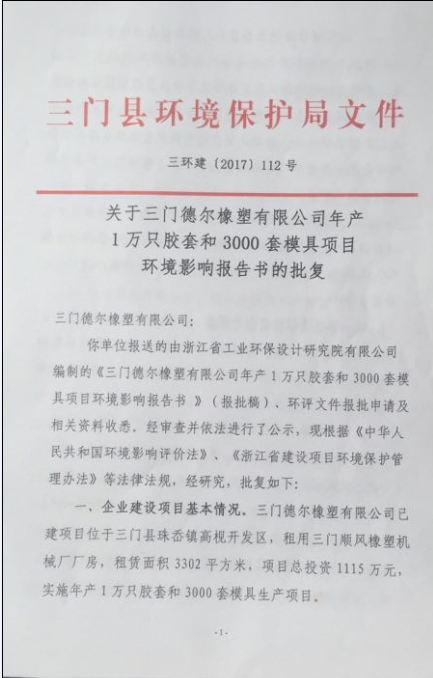 三门县环境保护局文件
三环建〔2017〕112号
关于三门德尔橡塑有限公司年产
1万只胶套和3000套模具项目
环境影响报告书的批复
三门德尔橡塑有限公司：
你单位报送的由浙江省工业环保设计研究院有限公司
编制的《三门德尔橡塑有限公司年产1万只胶套和3000套模
具项目环境影响报告书 》（报批稿）、环评文件报批申请及
相关资料收悉。经审查并依法进行了公示，现根据《中华人
民共和国环境影响评价法》、《浙江省建设项目环境保护管
理办法》等法律法规，经研究，批复如下：
一、企业建设项目基本情况。三门德尔橡塑有限公司已
建项目位于三门县珠岙镇高枧开发区，租用三门顺风橡塑机
械厂厂房，租赁面积3302平方米，项目总投资1115万元，
实施年产1万只胶套和3000套模具生产项目。
-1-